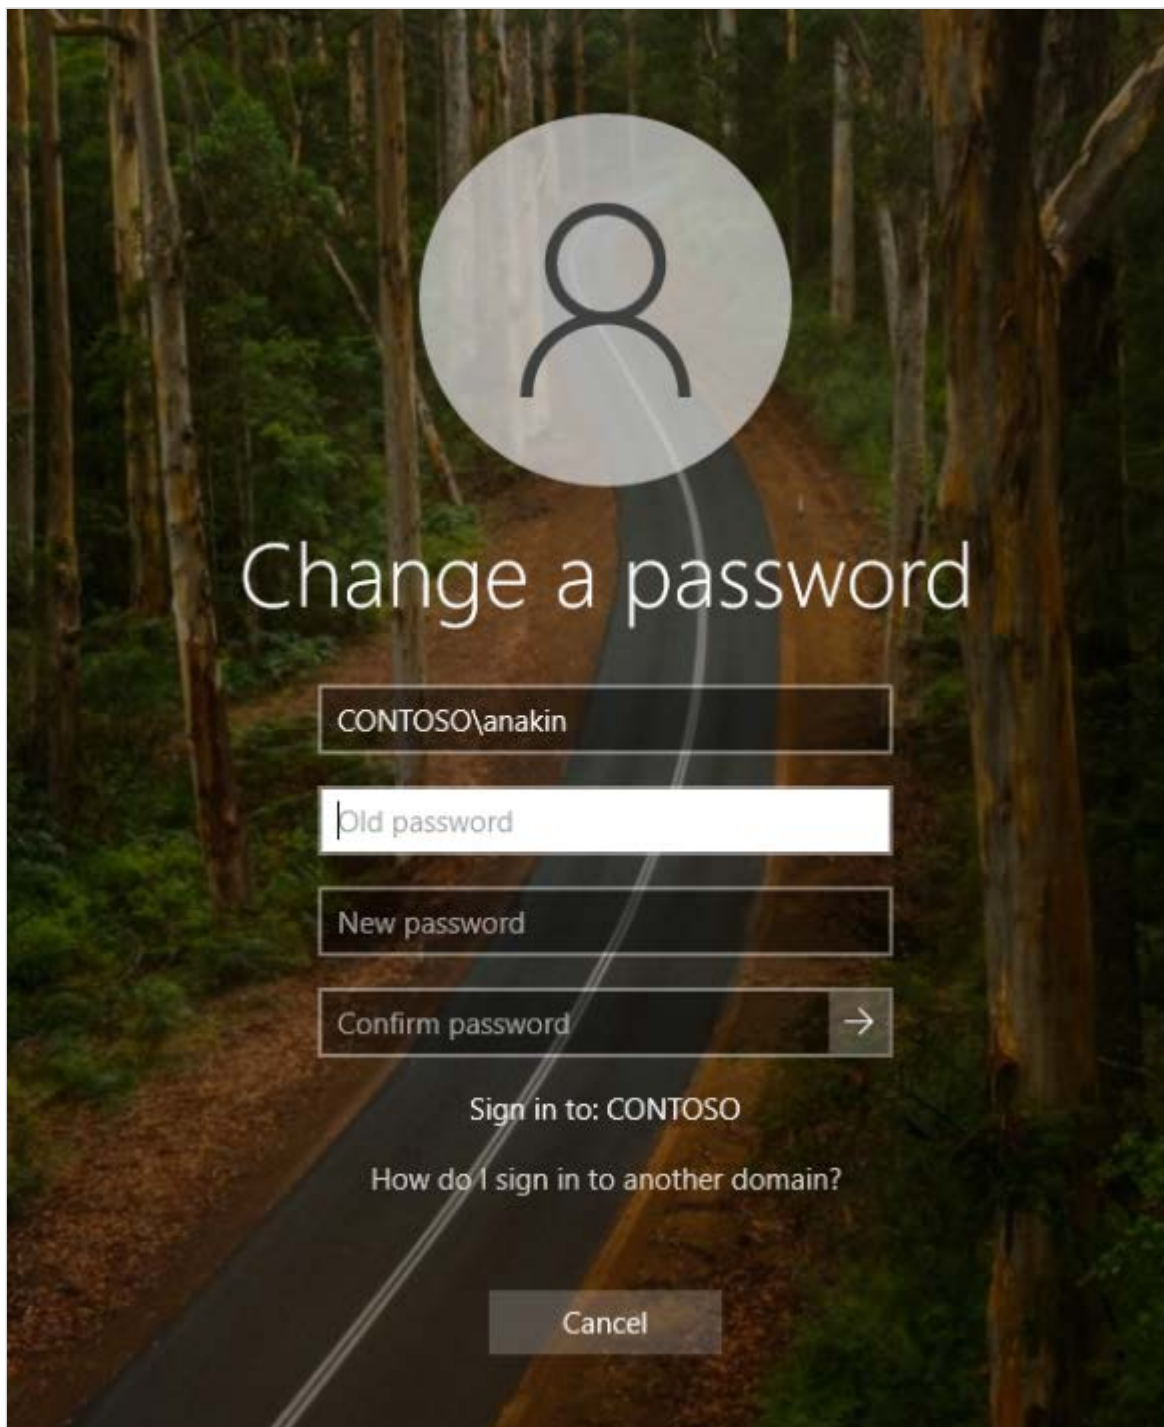 Change a password
CONTOSO\anakin
Old password
New password
Confirm password
Sign in to: CONTOSO
How do I sign in to another domain?
Cancel